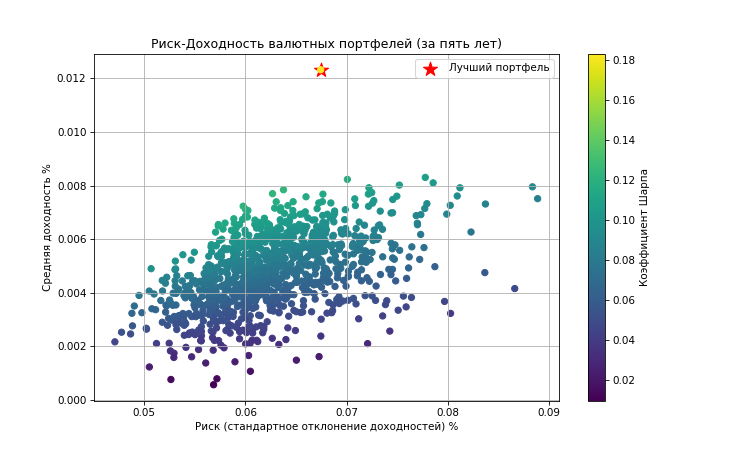 Риск-Доходность валютных портфелей (за пять лет)
Лучший портфель
Средняя доходность %
0.012
0.010
0.008
0.006
0.004
0.002
0.000
0.05 0.06 0.07 0.08 0.09
Риск (стандартное отклонение доходностей) %
0.18
0.16
0.14
0.12
0.10
0.08
0.06
0.04
0.02
Коэффициент Шарпа